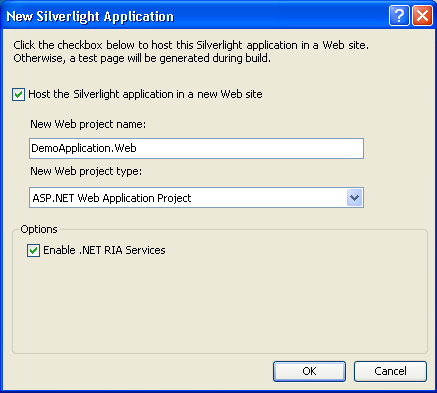 New Silverlight Application
Click the checkbox below to host this Silverlight application in a Web site.
Otherwise, a test page will be generated during build.
Host the Silverlight application in a new Web site
New Web project name:
DemoApplication.Web
New Web project type:
ASP.NET Web Application Project
Options
Enable .NET RIA Services
OK
Cancel